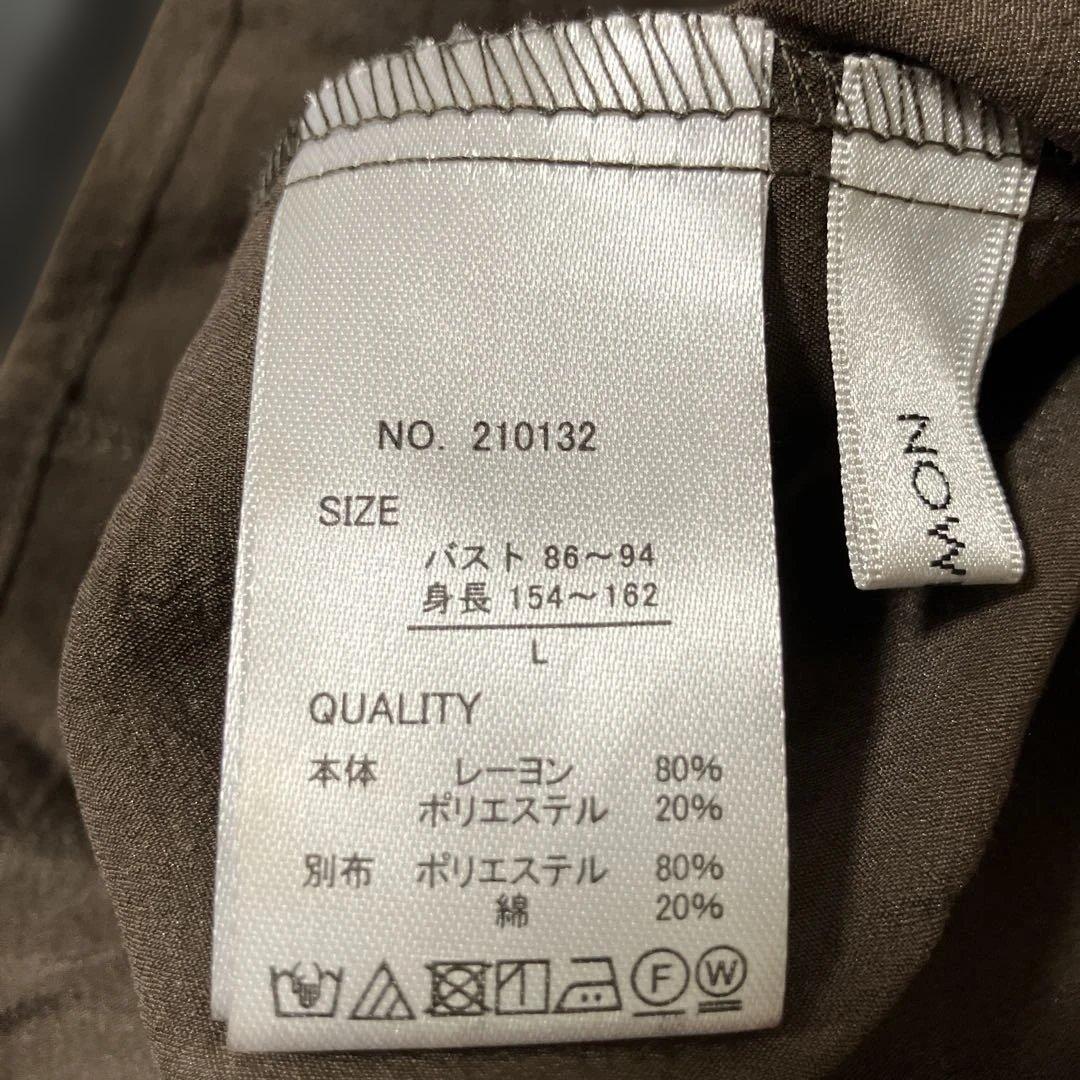 NO. 210132
SIZE
バスト 86～94
身長 154～162
L
QUALITY
本体 レーヨン 80%
ポリエステル 20%
別布 ポリエステル 80%
綿 20%
F W
NOW